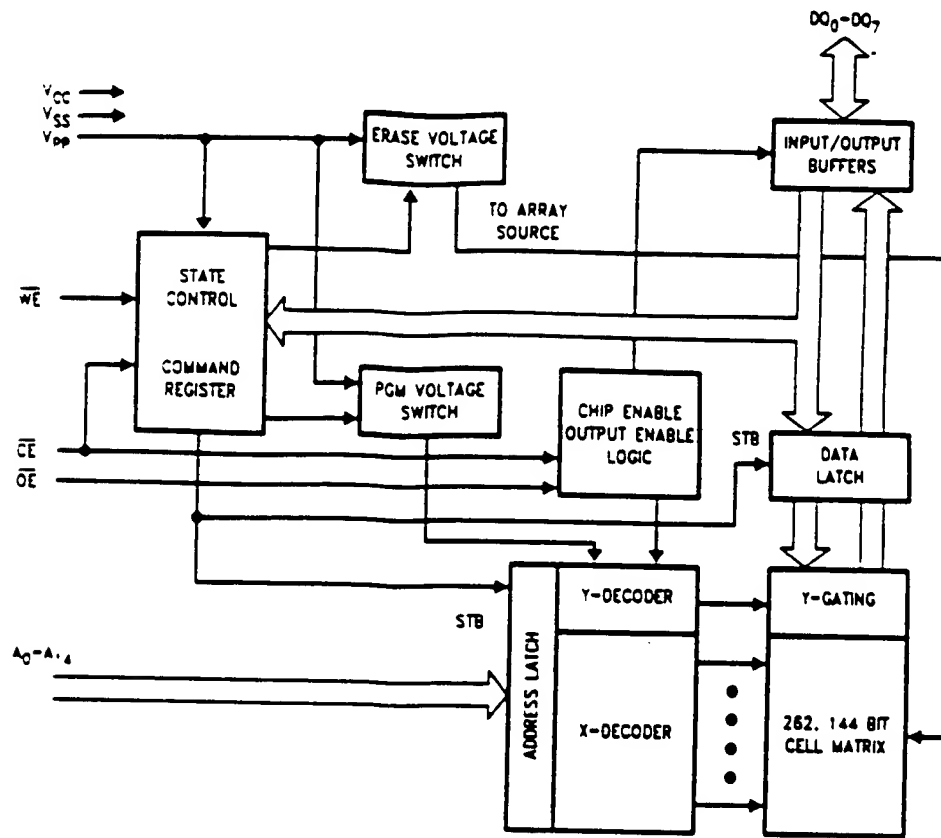 DQ0-DQ7
VCC
VSS
Vpp
ERASE VOLTAGE
SWITCH
INPUT/OUTPUT
BUFFERS
TO ARRAY
SOURCE
STATE
CONTROL
WE
COMMAND
REGISTER
PGM VOLTAGE
SWITCH
CHIP ENABLE
OUTPUT ENABLE
LOGIC
CE
OE
STB
DATA
LATCH
Y-DECODER
Y-GATING
STB
A0-A14
ADDRESS LATCH
X-DECODER
262, 144 BIT
CELL MATRIX